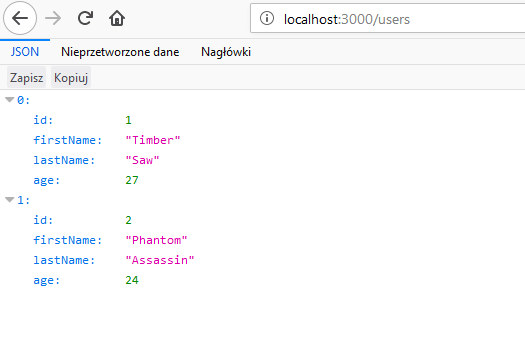 localhost:3000/users
JSON Nieprzetworzone dane Nagłówki
Zapisz Kopiuj
0:
id: 1
firstName: "Timber"
lastName: "Saw"
age: 27
1:
id: 2
firstName: "Phantom"
lastName: "Assassin"
age: 24